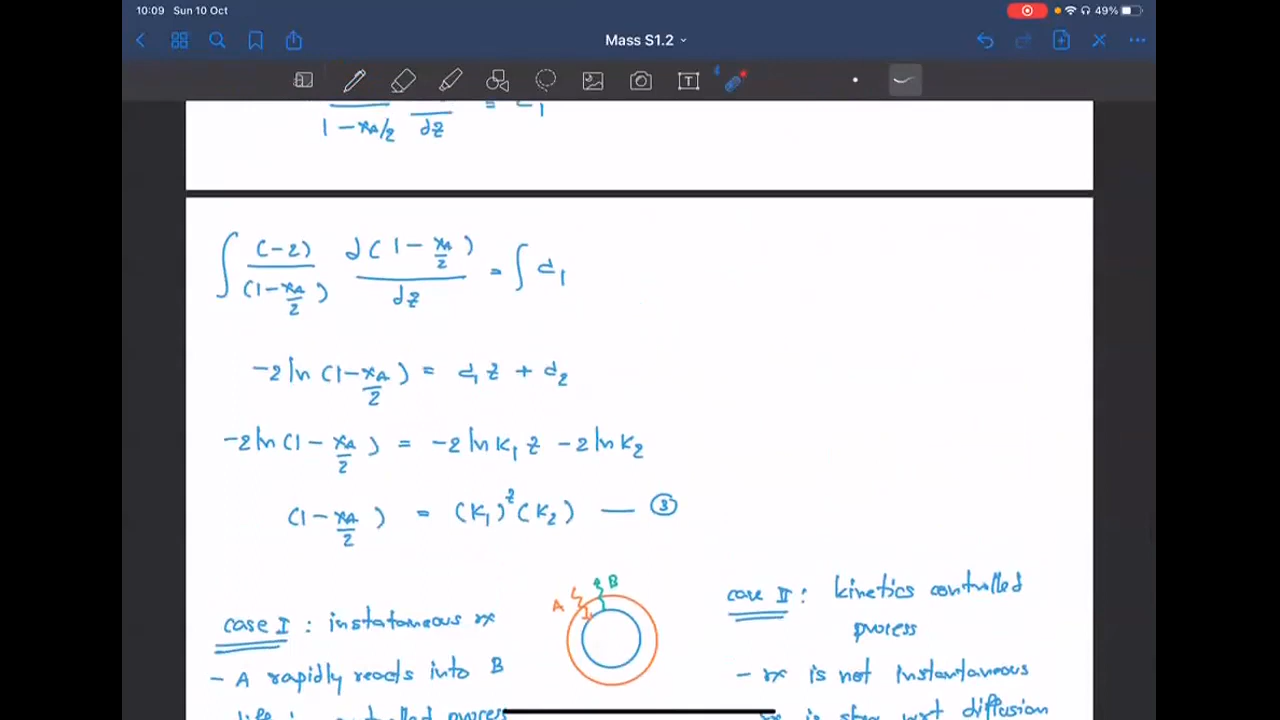 10:09 Sun 10 Oct
49%
Mass S1.2
T
1 - xA/2 dz = C1
∫ (-2) / (1 - xA/2) d(1 - xA/2) / dz = ∫ C1
-2 ln (1 - xA/2) = C1 z + C2
-2 ln (1 - xA/2) = -2 ln K1 z - 2 ln K2
(1 - xA/2) = (K1)^z (K2) — ③
A
B
case I : instataneous rx
- A rapidly reacts into B
case II : kinetics controlled
process
- rx is not instantaneous
diffusion